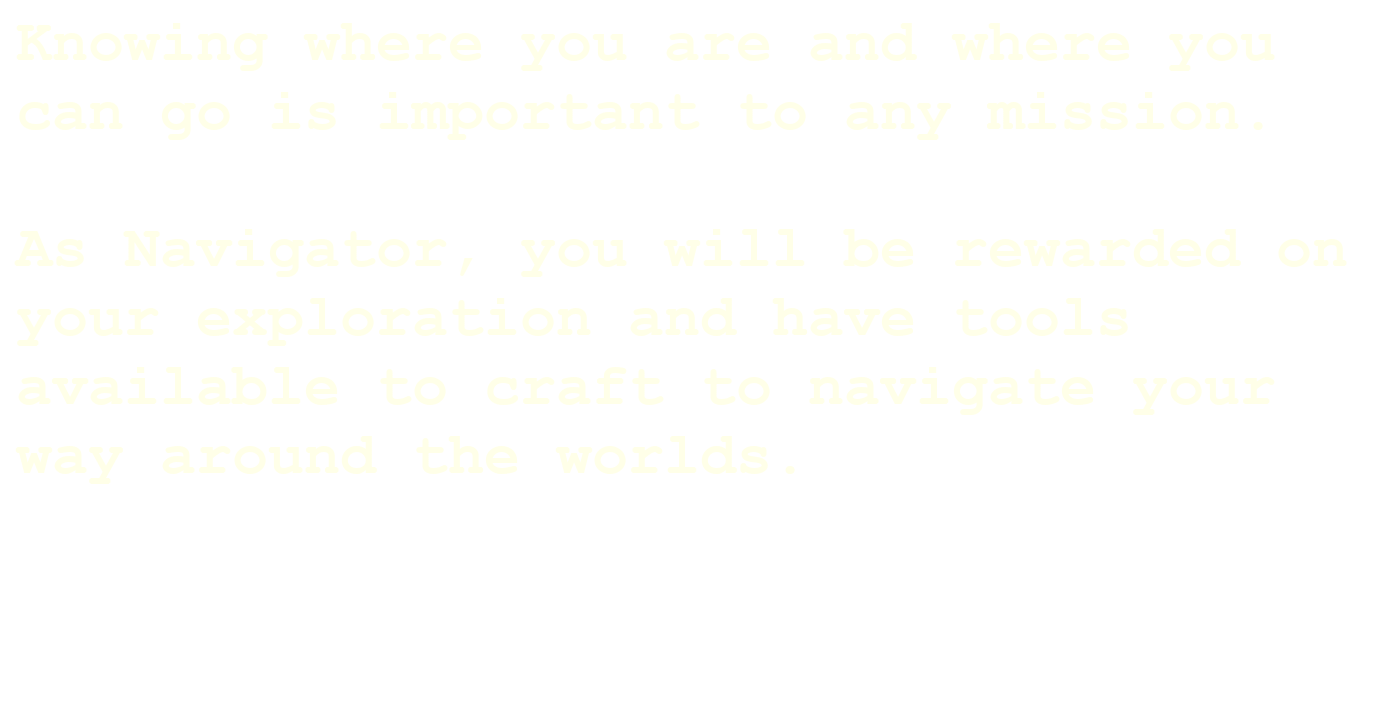 Knowing where you are and where you
can go is important to any mission.
As Navigator, you will be rewarded on
your exploration and have tools
available to craft to navigate your
way around the worlds.